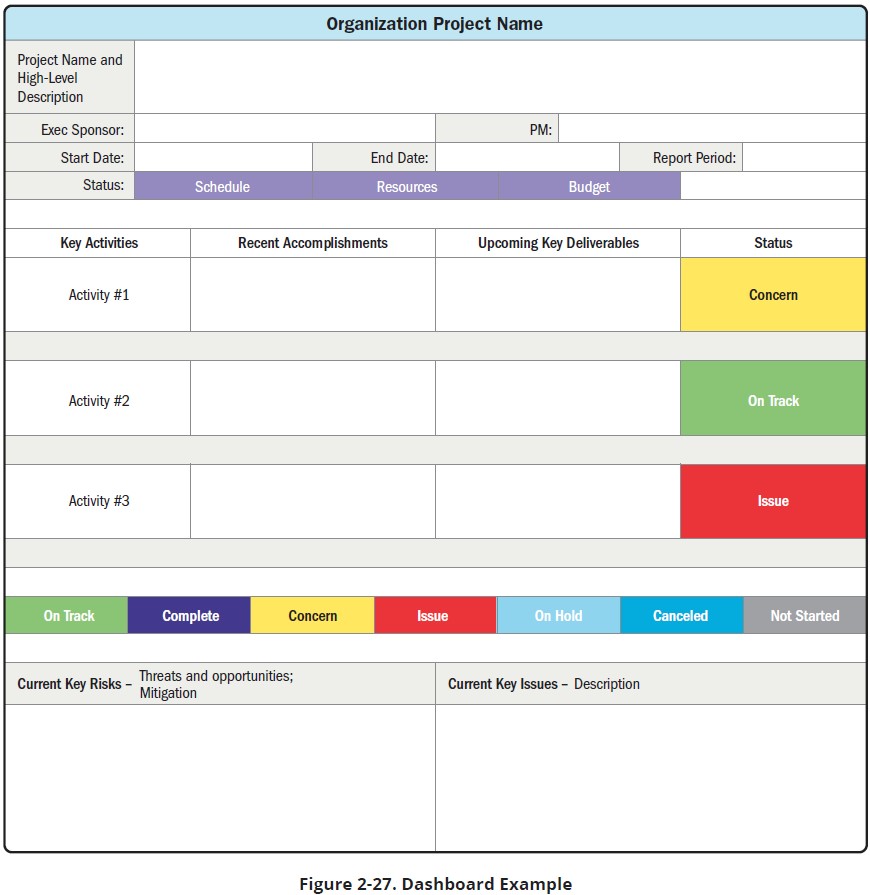 Organization Project Name
Project Name and
High-Level
Description
Exec Sponsor: PM:
Start Date: End Date: Report Period:
Status: Schedule Resources Budget
Key Activities Recent Accomplishments Upcoming Key Deliverables Status
Activity #1 Concern
Activity #2 On Track
Activity #3 Issue
On Track Complete Concern Issue On Hold Canceled Not Started
Current Key Risks – Threats and opportunities;
Mitigation
Current Key Issues – Description
Figure 2-27. Dashboard Example